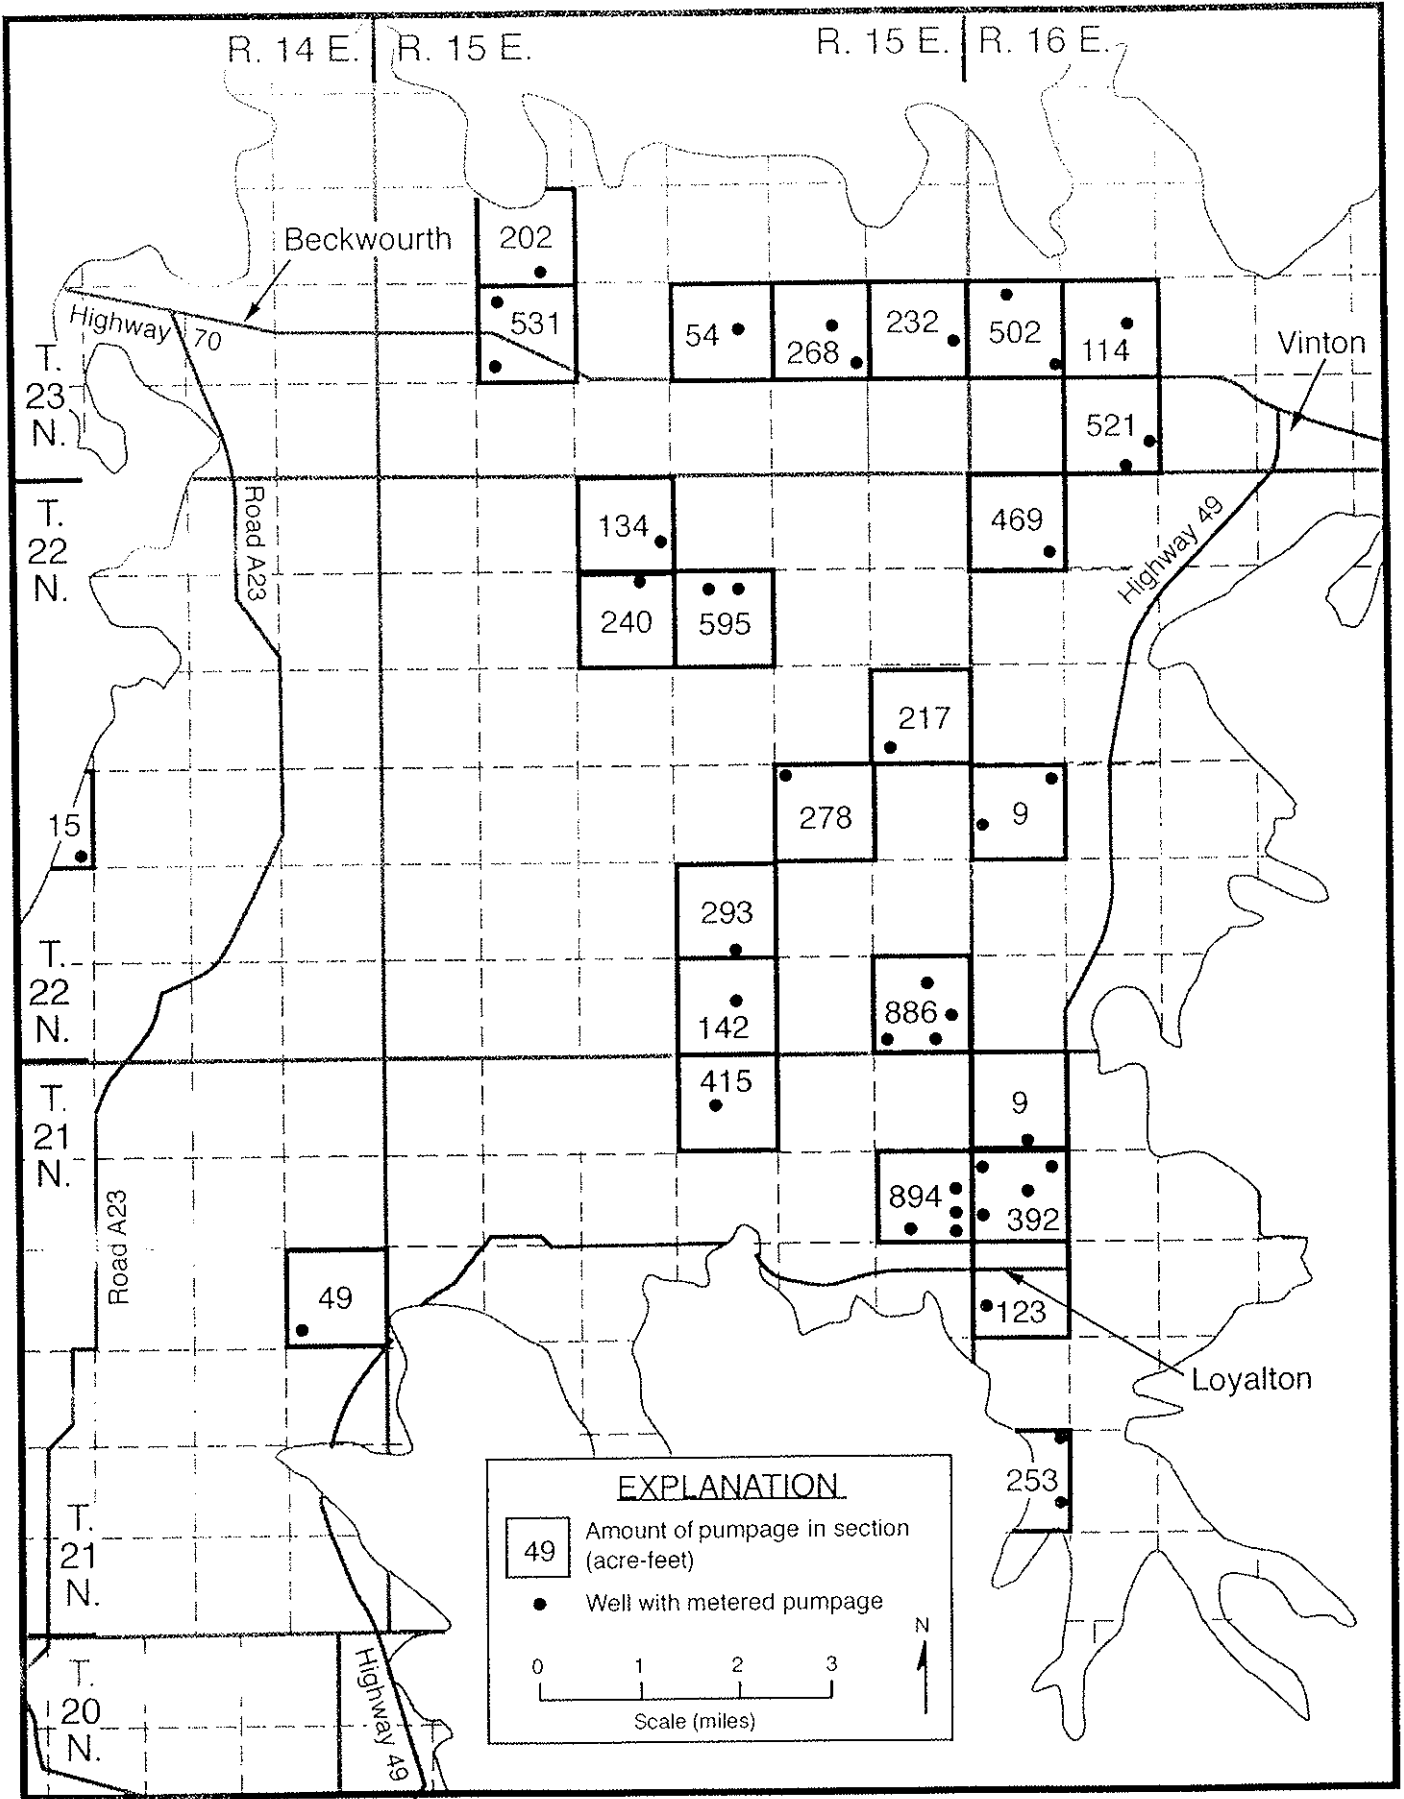 R. 14 E.
R. 15 E.
R. 15 E.
R. 16 E.
Beckwourth
202
Highway 70
531
54
268
232
502
114
Vinton
T.
23
N.
521
T.
22
N.
Road A23
134
469
Highway 49
240
595
217
15
278
9
293
T.
22
N.
142
886
415
9
T.
21
N.
894
392
Road A23
49
123
Loyalton
253
EXPLANATION
49
Amount of pumpage in section
(acre-feet)
Well with metered pumpage
N
0 1 2 3
Scale (miles)
T.
21
N.
T.
20
N.
Highway 49